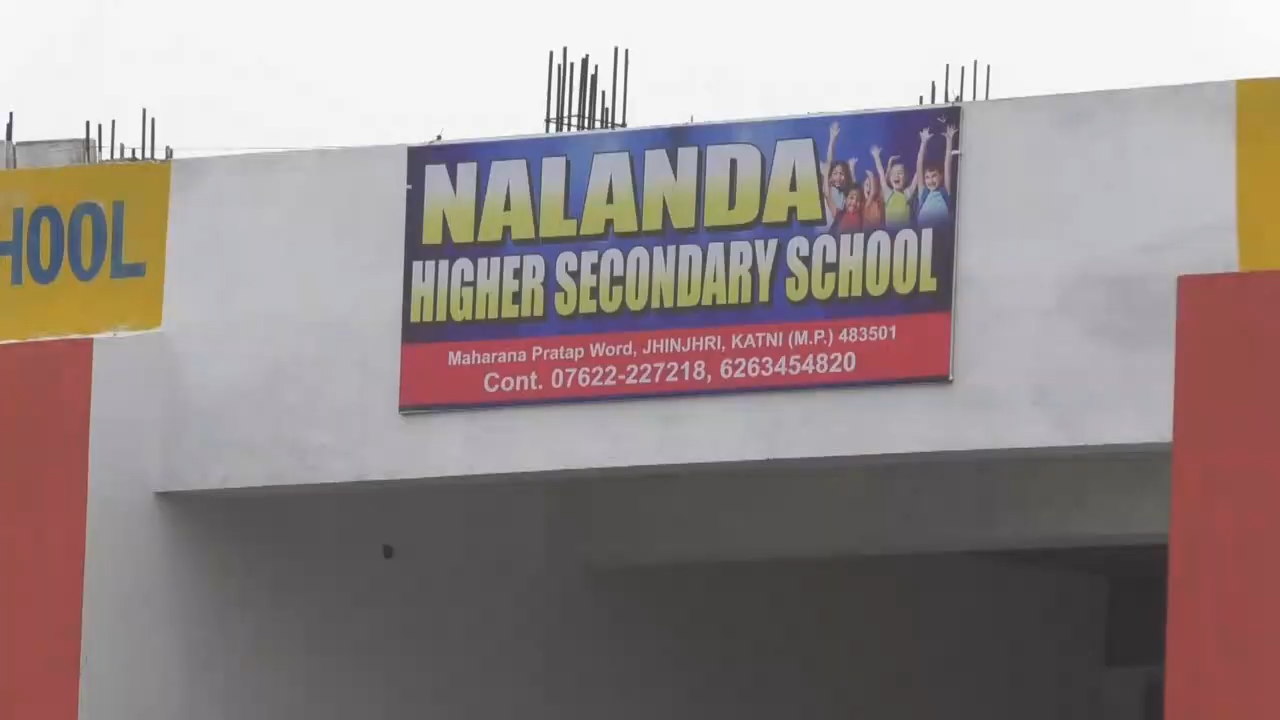 HOOL
NALANDA
HIGHER SECONDARY SCHOOL
Maharana Pratap Word, JHINJHRI, KATNI (M.P.) 483501
Cont. 07622-227218, 6263454820